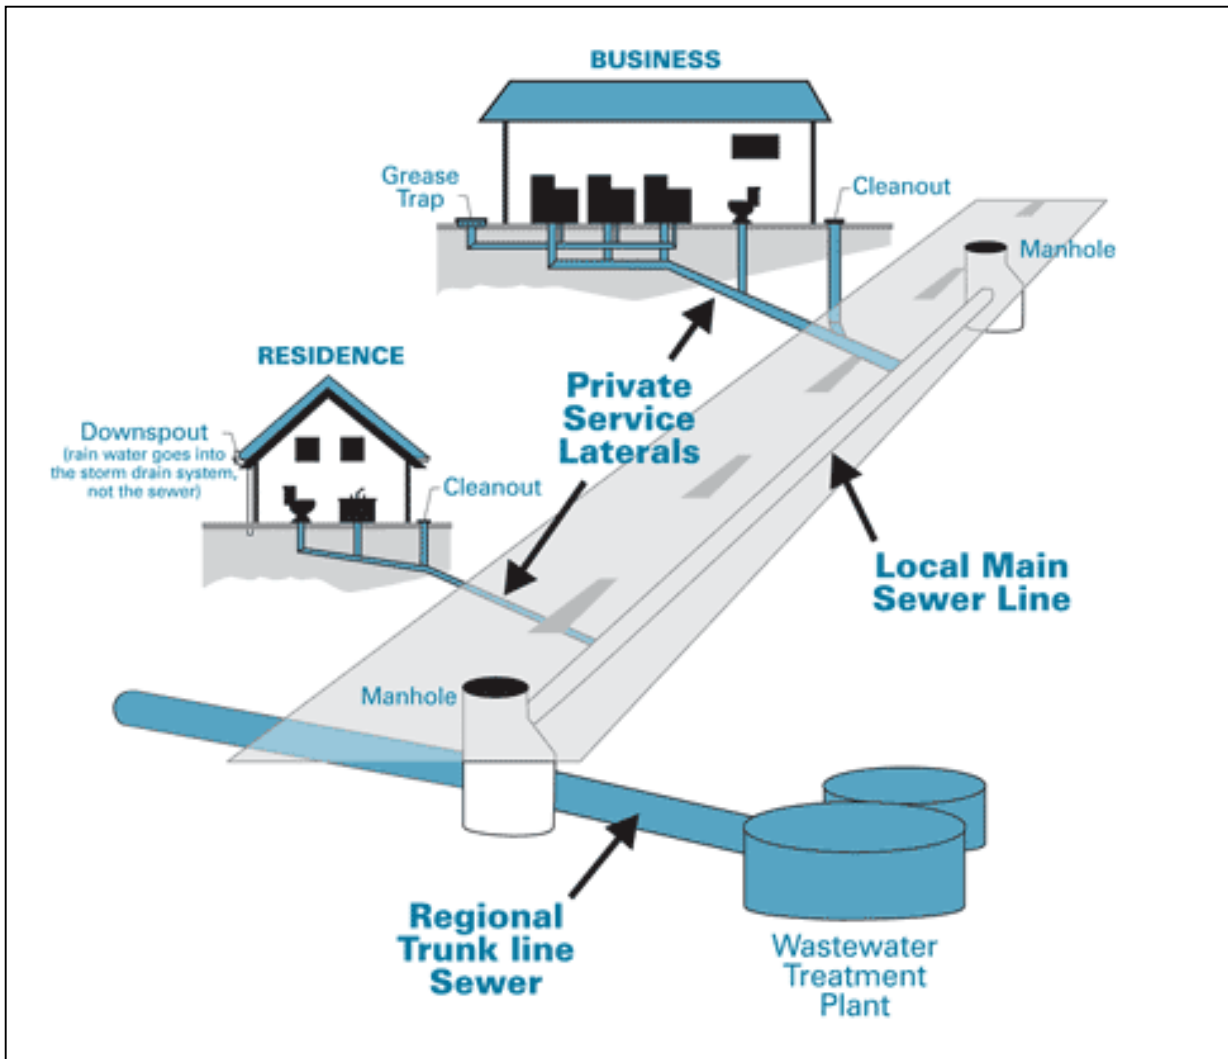 BUSINESS
Grease
Trap
Cleanout
Manhole
RESIDENCE
Private
Service
Laterals
Downspout
(rain water goes into
the storm drain system,
not the sewer)
Cleanout
Local Main
Sewer Line
Manhole
Regional
Trunk line
Sewer
Wastewater
Treatment
Plant